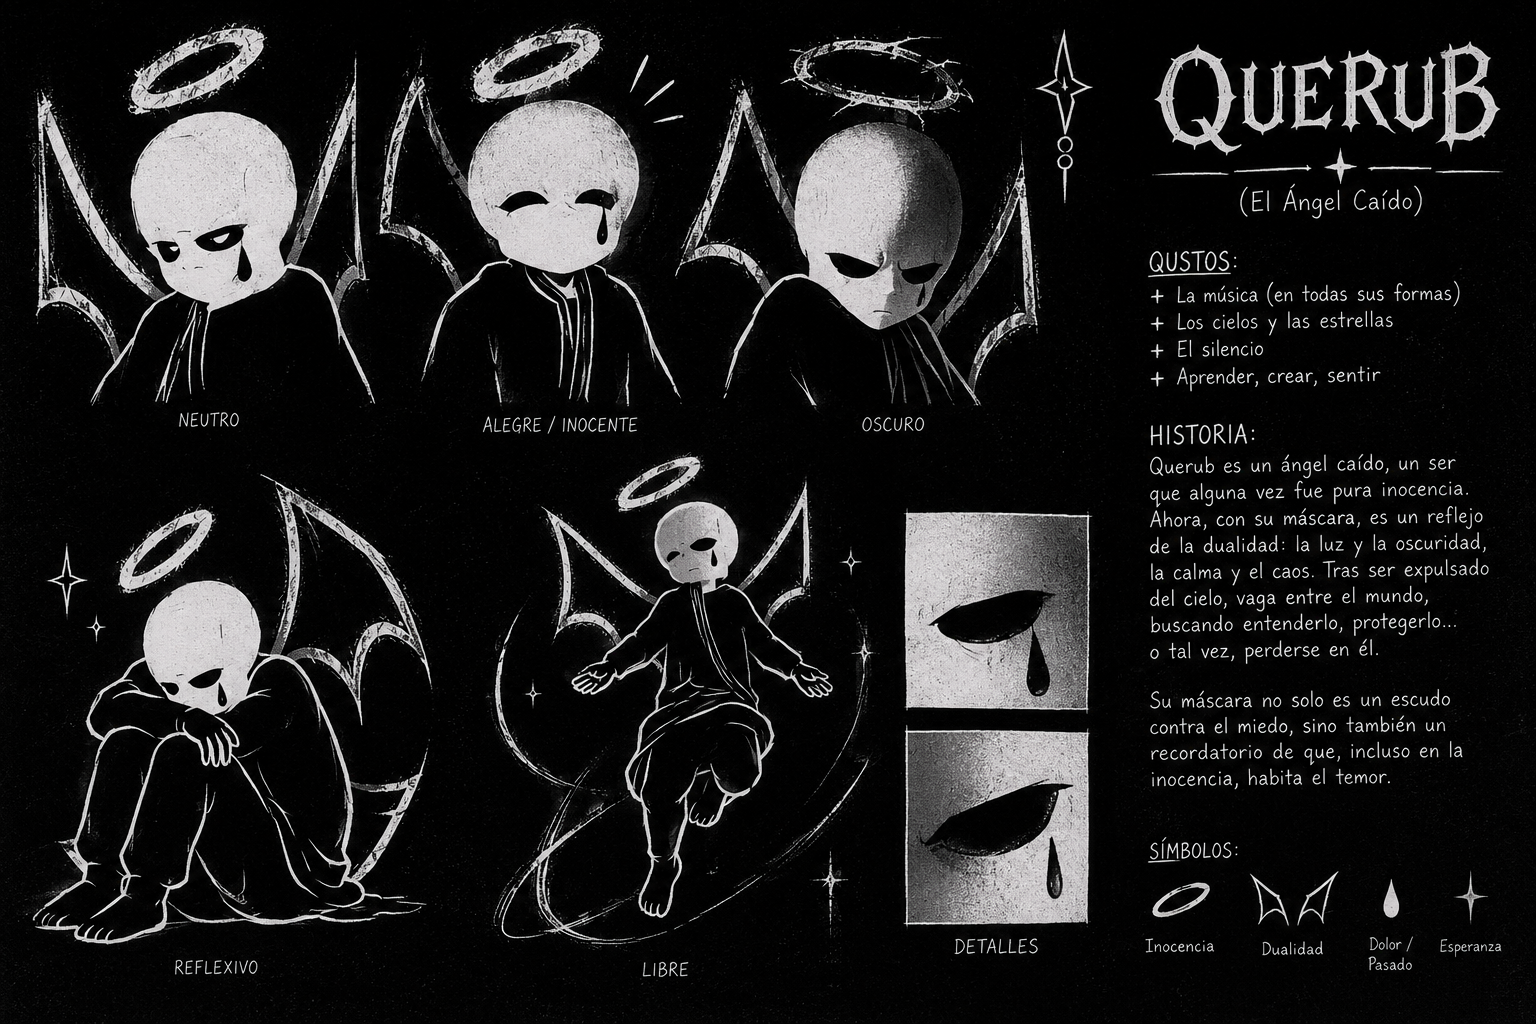 NEUTRO
ALEGRE / INOCENTE
OSCURO
REFLEXIVO
LIBRE
DETALLES
QUERUB
(El Ángel Caído)
QUSTOS:
+ La música (en todas sus formas)
+ Los cielos y las estrellas
+ El silencio
+ Aprender, crear, sentir
HISTORIA:
Querub es un ángel caído, un ser
que alguna vez fue pura inocencia.
Ahora, con su máscara, es un reflejo
de la dualidad: la luz y la oscuridad,
la calma y el caos. Tras ser expulsado
del cielo, vaga entre el mundo,
buscando entenderlo, protegerlo...
o tal vez, perderse en él.
Su máscara no solo es un escudo
contra el miedo, sino también un
recordatorio de que, incluso en la
inocencia, habita el temor.
SÍMBOLOS:
Inocencia
Dualidad
Dolor /
Pasado
Esperanza